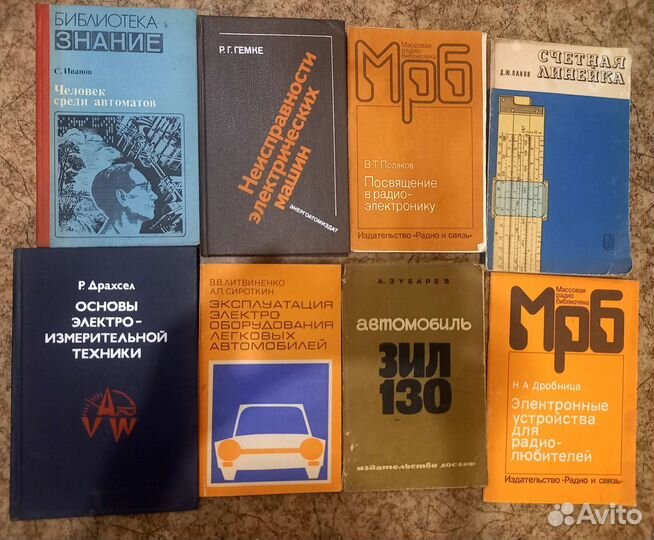 БИБЛИОТЕКА
ЗНАНИЕ
С. Иванов
Человек
среди автоматов
Р. Г. ГЕМКЕ
Неисправности
электрических
машин
ЭНЕРГОАТОМИЗДАТ
Массовая
радио-
библиотека
МРБ
В. Т. Поляков
Посвящение
в радио-
электронику
Издательство «Радио и связь»
Д. Ю. ПАНОВ
СЧЕТНАЯ
ЛИНЕЙКА
Р. Драхсел
ОСНОВЫ
ЭЛЕКТРО-
ИЗМЕРИТЕЛЬНОЙ
ТЕХНИКИ
A
V W
В.В.ЛИТВИНЕНКО
А.П.СИРОТКИН
ЭКСПЛУАТАЦИЯ
ЭЛЕКТРО
ОБОРУДОВАНИЯ
ЛЕГКОВЫХ
АВТОМОБИЛЕЙ
А. ЗУБАРЕВ
АВТОМОБИЛЬ
ЗИЛ
130
ИЗДАТЕЛЬСТВО ДОСААФ
Массовая
радио
библиотека
МРБ
Н. А. Дробница
Электронные
устройства
для
радио-
любителей
Издательство «Радио и связь»
Avito